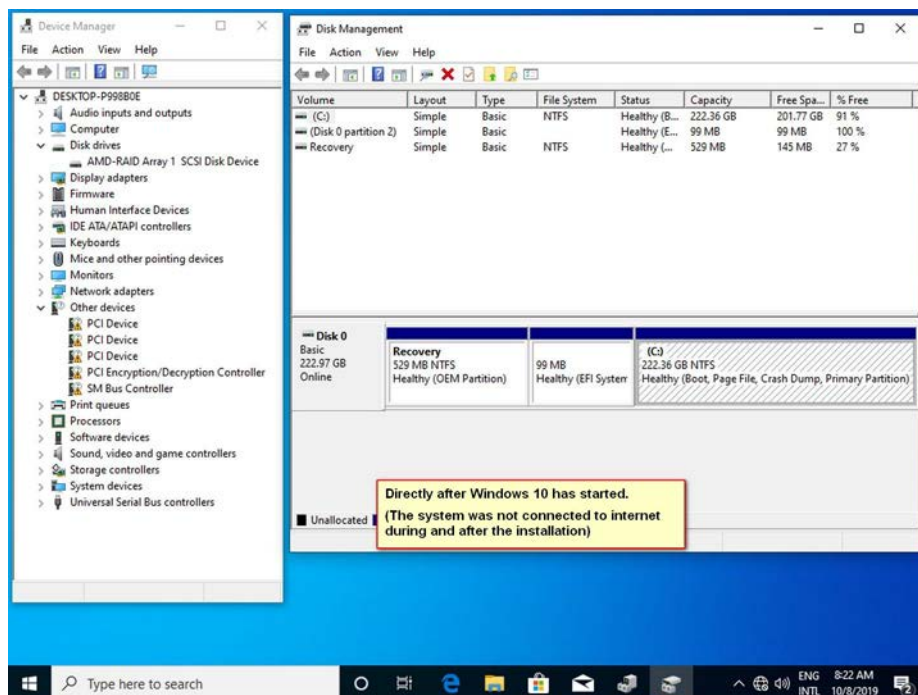 Device Manager
File Action View Help
DESKTOP-P998B0E
Audio inputs and outputs
Computer
Disk drives
AMD-RAID Array 1 SCSI Disk Device
Display adapters
Firmware
Human Interface Devices
IDE ATA/ATAPI controllers
Keyboards
Mice and other pointing devices
Monitors
Network adapters
Other devices
PCI Device
PCI Device
PCI Device
PCI Encryption/Decryption Controller
SM Bus Controller
Print queues
Processors
Software devices
Sound, video and game controllers
Storage controllers
System devices
Universal Serial Bus controllers
Disk Management
File Action View Help
Volume Layout Type File System Status Capacity Free Spa... % Free
(C:) Simple Basic NTFS Healthy (B... 222.36 GB 201.77 GB 91 %
(Disk 0 partition 2) Simple Basic Healthy (E... 99 MB 99 MB 100 %
Recovery Simple Basic NTFS Healthy (... 529 MB 145 MB 27 %
Disk 0
Basic
222.97 GB
Online
Recovery
529 MB NTFS
Healthy (OEM Partition)
99 MB
Healthy (EFI System
(C:)
222.36 GB NTFS
Healthy (Boot, Page File, Crash Dump, Primary Partition)
Unallocated
Directly after Windows 10 has started.
(The system was not connected to internet
during and after the installation)
Type here to search
ENG
INTL
8:22 AM
10/8/2019